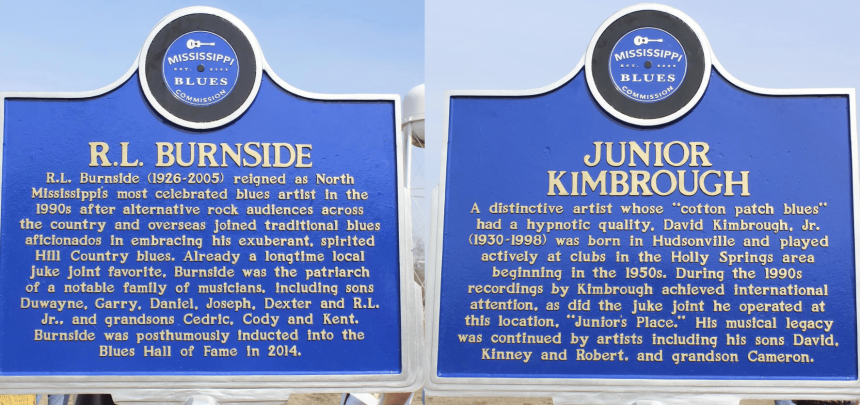 MISSISSIPPI
BLUES
COMMISSION
R.L. BURNSIDE
R.L. Burnside (1926-2005) reigned as North
Mississippi's most celebrated blues artist in the
1990s after alternative rock audiences across
the country and overseas joined traditional blues
aficionados in embracing his exuberant, spirited
Hill Country blues. Already a longtime local
juke joint favorite, Burnside was the patriarch
of a notable family of musicians, including sons
Duwayne, Garry, Daniel, Joseph, Dexter and R.L.
Jr., and grandsons Cedric, Cody and Kent.
Burnside was posthumously inducted into the
Blues Hall of Fame in 2014.
MISSISSIPPI
BLUES
COMMISSION
JUNIOR
KIMBROUGH
A distinctive artist whose "cotton patch blues"
had a hypnotic quality, David Kimbrough, Jr.
(1930-1998) was born in Hudsonville and played
actively at clubs in the Holly Springs area
beginning in the 1950s. During the 1990s
recordings by Kimbrough achieved international
attention, as did the juke joint he operated at
this location, "Junior's Place." His musical legacy
was continued by artists including his sons David,
Kinney and Robert, and grandson Cameron.